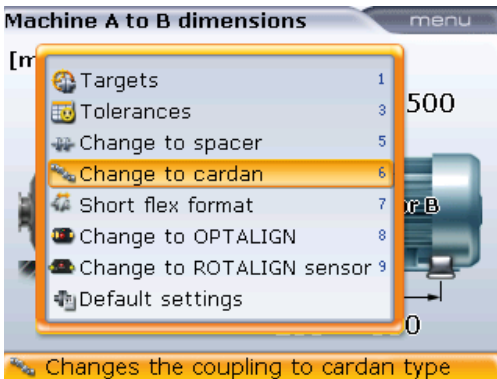 Machine A to B dimensions menu
[m
Targets 1
Tolerances 3
500
Change to spacer 5
Change to cardan 6
Short flex format 7
or B
Change to OPTALIGN 8
Change to ROTALIGN sensor 9
Default settings
0
Changes the coupling to cardan type